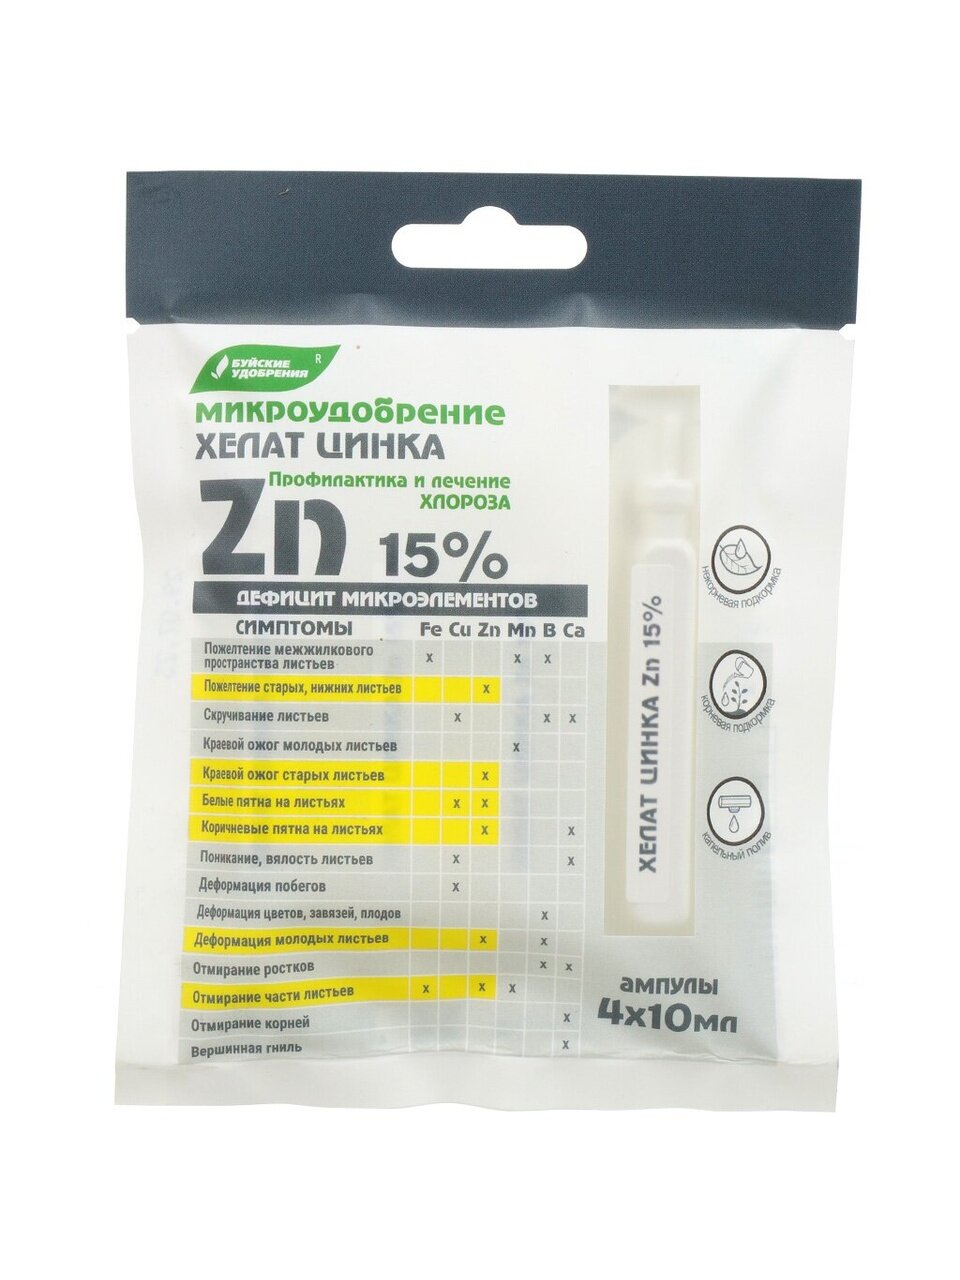 БУЙСКИЕ
УДОБРЕНИЯ
R
МИКРОУДОБРЕНИЕ
ХЕЛАТ ЦИНКА
Профилактика и лечение
ХЛОРОЗА
Zn 15%
ДЕФИЦИТ МИКРОЭЛЕМЕНТОВ
СИМПТОМЫ Fe Cu Zn Mn B Ca
Пожелтение межжилкового
пространства листьев x x x
Пожелтение старых, нижних листьев x
Скручивание листьев x x x
Краевой ожог молодых листьев x
Краевой ожог старых листьев x
Белые пятна на листьях x x
Коричневые пятна на листьях x x
Поникание, вялость листьев x x
Деформация побегов x
Деформация цветов, завязей, плодов x
Деформация молодых листьев x x
Отмирание ростков x x
Отмирание части листьев x x x
Отмирание корней x
Вершинная гниль x
ХЕЛАТ ЦИНКА Zn 15%
некорневая подкормка
корневая подкормка
капельный полив
АМПУЛЫ
4x10мл